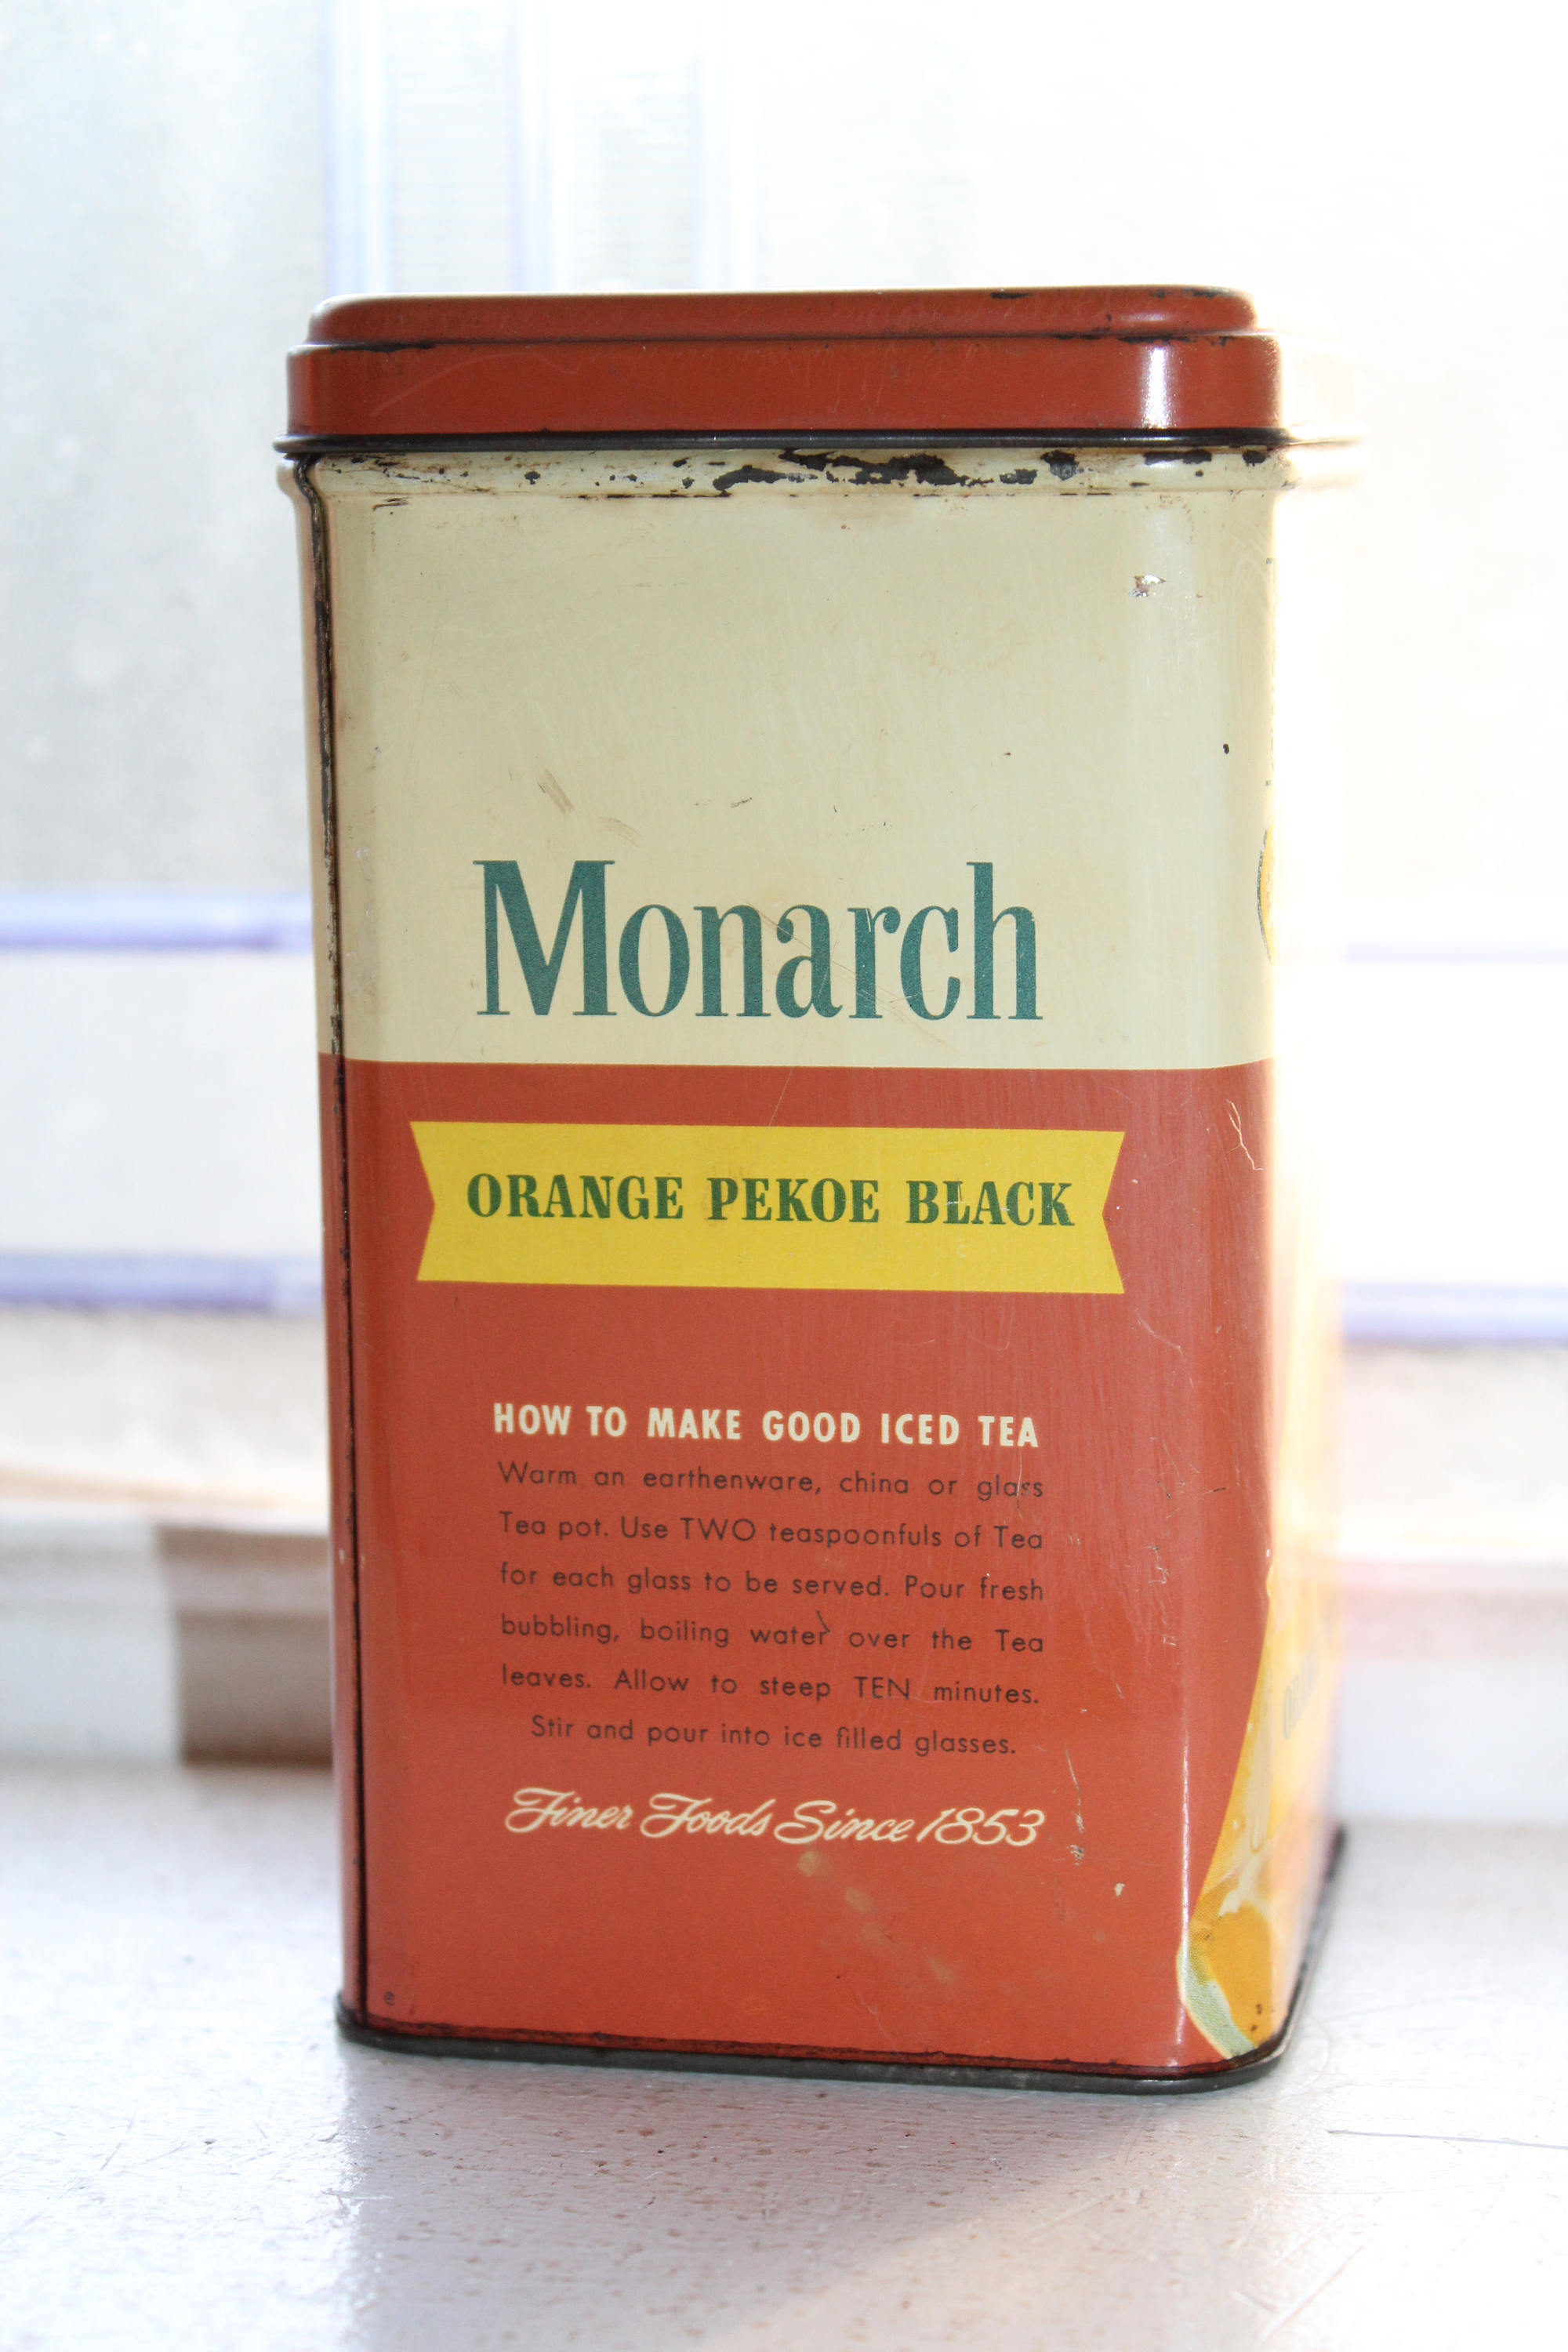 Monarch
ORANGE PEKOE BLACK
HOW TO MAKE GOOD ICED TEA
Warm an earthenware, china or glass
Tea pot. Use TWO teaspoonfuls of Tea
for each glass to be served. Pour fresh
bubbling, boiling water over the Tea
leaves. Allow to steep TEN minutes.
Stir and pour into ice filled glasses.
Finer Foods Since 1853